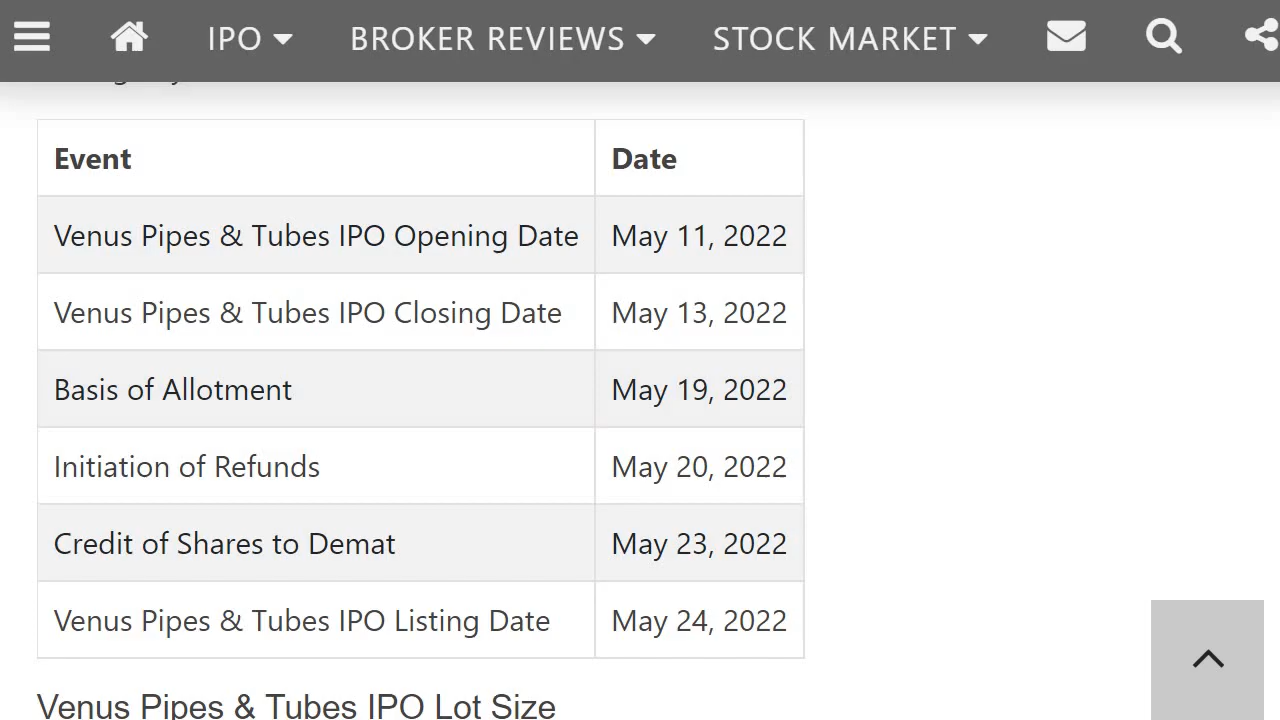 IPO BROKER REVIEWS STOCK MARKET
Event Date
Venus Pipes & Tubes IPO Opening Date May 11, 2022
Venus Pipes & Tubes IPO Closing Date May 13, 2022
Basis of Allotment May 19, 2022
Initiation of Refunds May 20, 2022
Credit of Shares to Demat May 23, 2022
Venus Pipes & Tubes IPO Listing Date May 24, 2022
Venus Pipes & Tubes IPO Lot Size